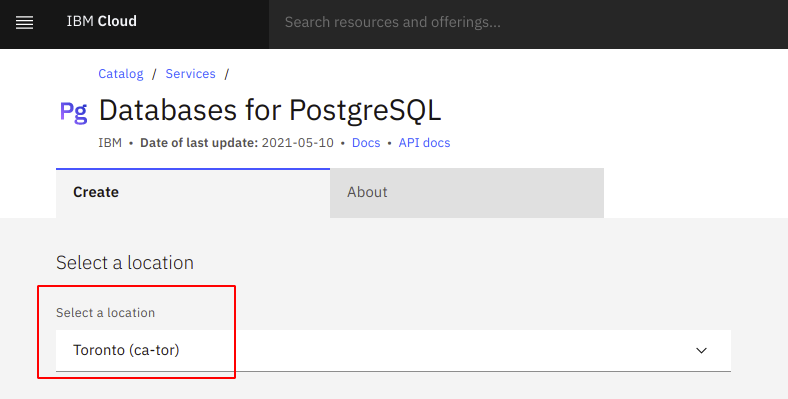 IBM Cloud
Search resources and offerings...
Catalog / Services /
Pg Databases for PostgreSQL
IBM • Date of last update: 2021-05-10 • Docs • API docs
Create
About
Select a location
Select a location
Toronto (ca-tor)